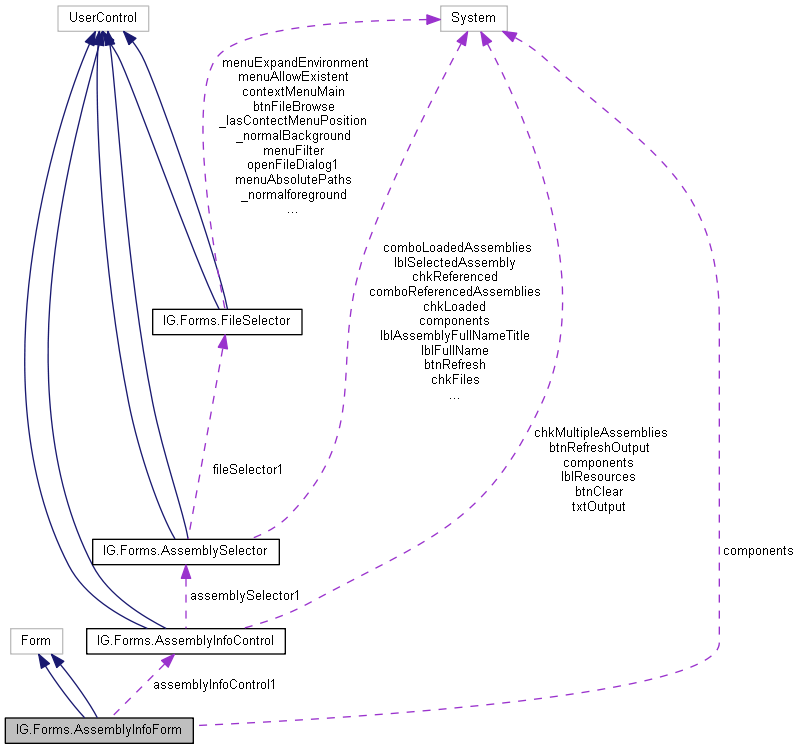 UserControl
System
menuExpandEnvironment
menuAllowExistent
contextMenuMain
btnFileBrowse
_lasContectMenuPosition
_normalBackground
menuFilter
openFileDialog1
menuAbsolutePaths
_normalforeground
...
comboLoadedAssemblies
lblSelectedAssembly
chkReferenced
comboReferencedAssemblies
chkLoaded
components
lblAssemblyFullNameTitle
lblFullName
btnRefresh
chkFiles
...
IG.Forms.FileSelector
chkMultipleAssemblies
btnRefreshOutput
components
lblResources
btnClear
txtOutput
fileSelector1
IG.Forms.AssemblySelector
components
assemblySelector1
Form
IG.Forms.AssemblyInfoControl
assemblyInfoControl1
IG.Forms.AssemblyInfoForm